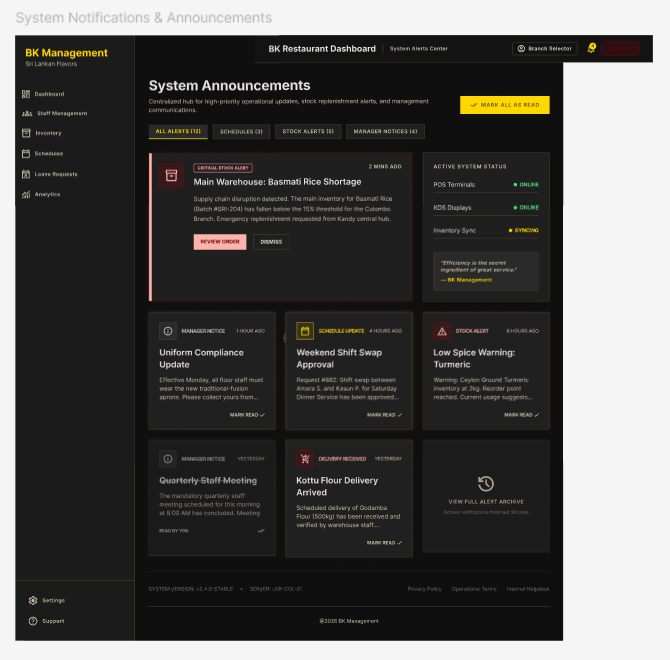 System Notifications & Announcements
BK Management
Sri Lankan Flavors
BK Restaurant Dashboard
System Alerts Center
Branch Selector
Dashboard
Staff Management
Inventory
Schedules
Leave Requests
Analytics
Settings
Support
System Announcements
Centralized hub for high-priority operational updates, stock replenishment alerts, and management
communications.
MARK ALL AS READ
ALL ALERTS (12)
SCHEDULES (3)
STOCK ALERTS (5)
MANAGER NOTICES (4)
CRITICAL STOCK ALERT
2 MINS AGO
Main Warehouse: Basmati Rice Shortage
Supply chain disruption detected. The main inventory for Basmati Rice
(Batch #SRI-204) has fallen below the 15% threshold for the Colombo
Branch. Emergency replenishment requested from Kandy central hub.
REVIEW ORDER
DISMISS
ACTIVE SYSTEM STATUS
POS Terminals
ONLINE
KDS Displays
ONLINE
Inventory Sync
SYNCING
"Efficiency is the secret
ingredient of great service."
— BK Management
MANAGER NOTICE
1 HOUR AGO
Uniform Compliance
Update
Effective Monday, all floor staff must
wear the new traditional-fusion
aprons. Please collect yours from...
MARK READ
SCHEDULE UPDATE
4 HOURS AGO
Weekend Shift Swap
Approval
Request #882: Shift swap between
Amara S. and Kasun P. for Saturday
Dinner Service has been approved...
MARK READ
STOCK ALERT
6 HOURS AGO
Low Spice Warning:
Turmeric
Warning: Ceylon Ground Turmeric
inventory at 2kg. Reorder point
reached. Current usage suggests...
MARK READ
MANAGER NOTICE
YESTERDAY
Quarterly Staff Meeting
The mandatory quarterly staff
meeting scheduled for this morning
at 8:00 AM has concluded. Meeting
READ BY YOU
DELIVERY RECEIVED
YESTERDAY
Kottu Flour Delivery
Arrived
Scheduled delivery of Godamba
Flour (500kg) has been received and
verified by warehouse staff....
MARK READ
VIEW FULL ALERT ARCHIVE
Access notifications from last 30 days
SYSTEM VERSION: V2.4.0-STABLE • SERVER: LKR-COL-01
Privacy Policy
Operational Terms
Internal Helpdesk
©2026 BK Management